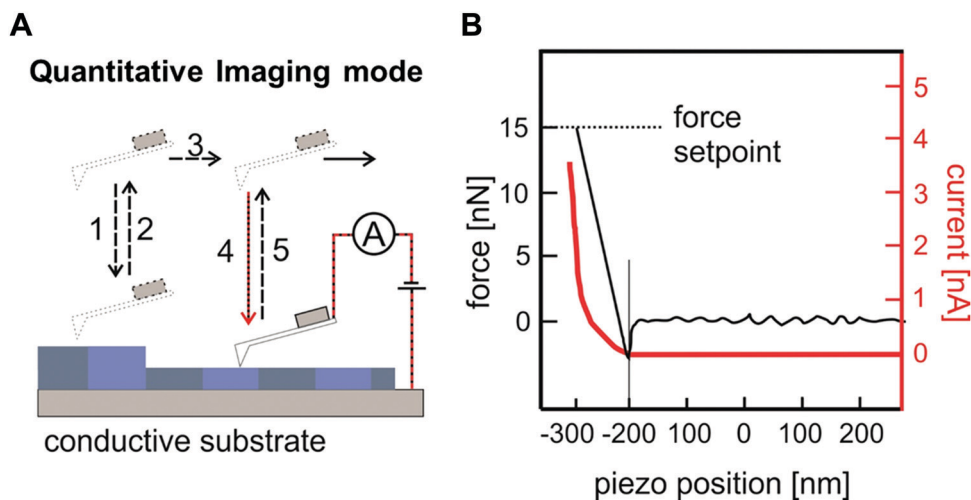 A
Quantitative Imaging mode
3
1
2
4
5
A
conductive substrate
B
force
setpoint
15
10
5
0
force [nN]
5
4
3
2
1
0
current [nA]
-300 -200 100 0 100 200
piezo position [nm]